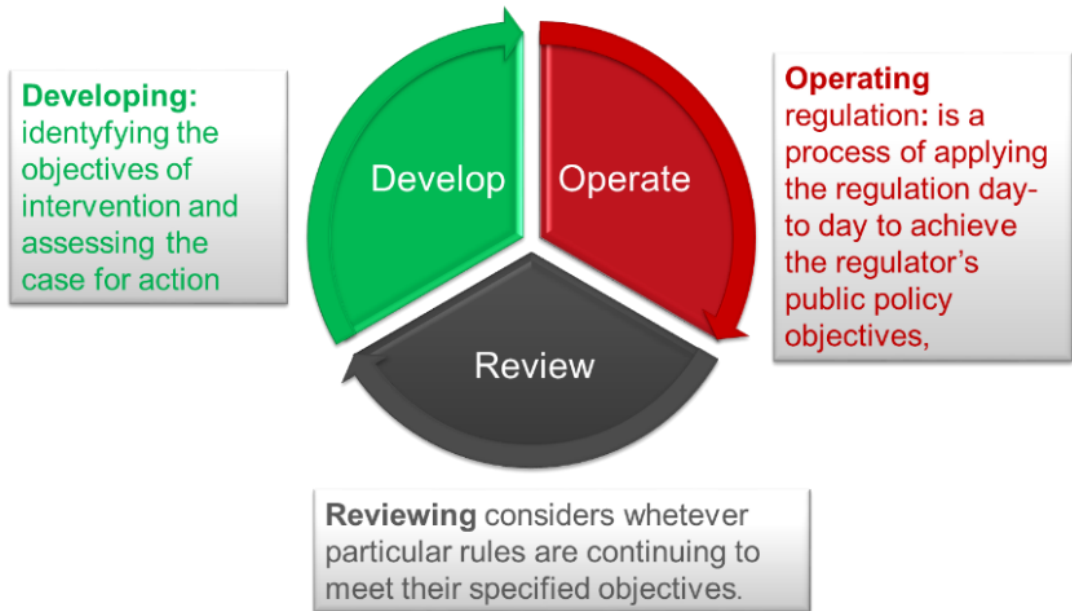 Developing:
identyfying the
objectives of
intervention and
assessing the
case for action
Develop
Operate
Operating
regulation: is a
process of applying
the regulation day-
to day to achieve
the regulator’s
public policy
objectives,
Review
Reviewing considers whetever
particular rules are continuing to
meet their specified objectives.